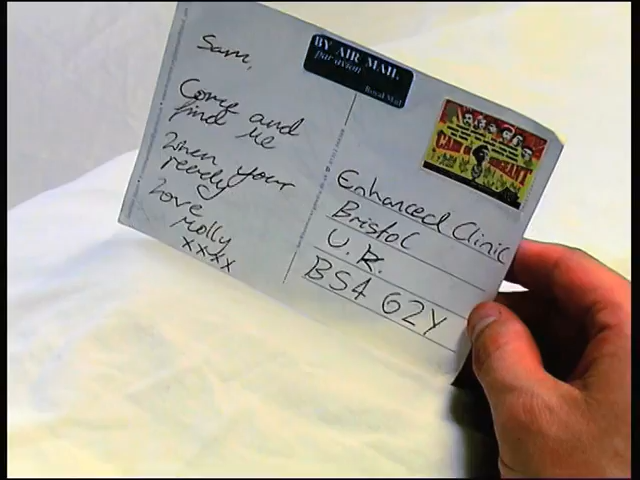 Sam,
Come and
find me
when your
ready
Love
Molly
xxxx
BY AIR MAIL
par avion
Royal Mail
Enhanced Clinic
Bristol
U.K.
BS4 62Y